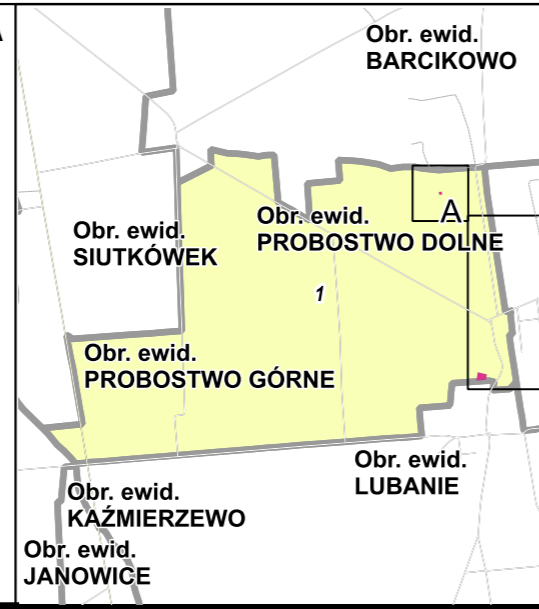 Obr. ewid.
BARCIKOWO
Obr. ewid.
SIUTKÓWEK
Obr. ewid.
PROBOSTWO DOLNE
A
1
Obr. ewid.
PROBOSTWO GÓRNE
Obr. ewid.
LUBANIE
Obr. ewid.
KAŹMIERZEWO
Obr. ewid.
JANOWICE